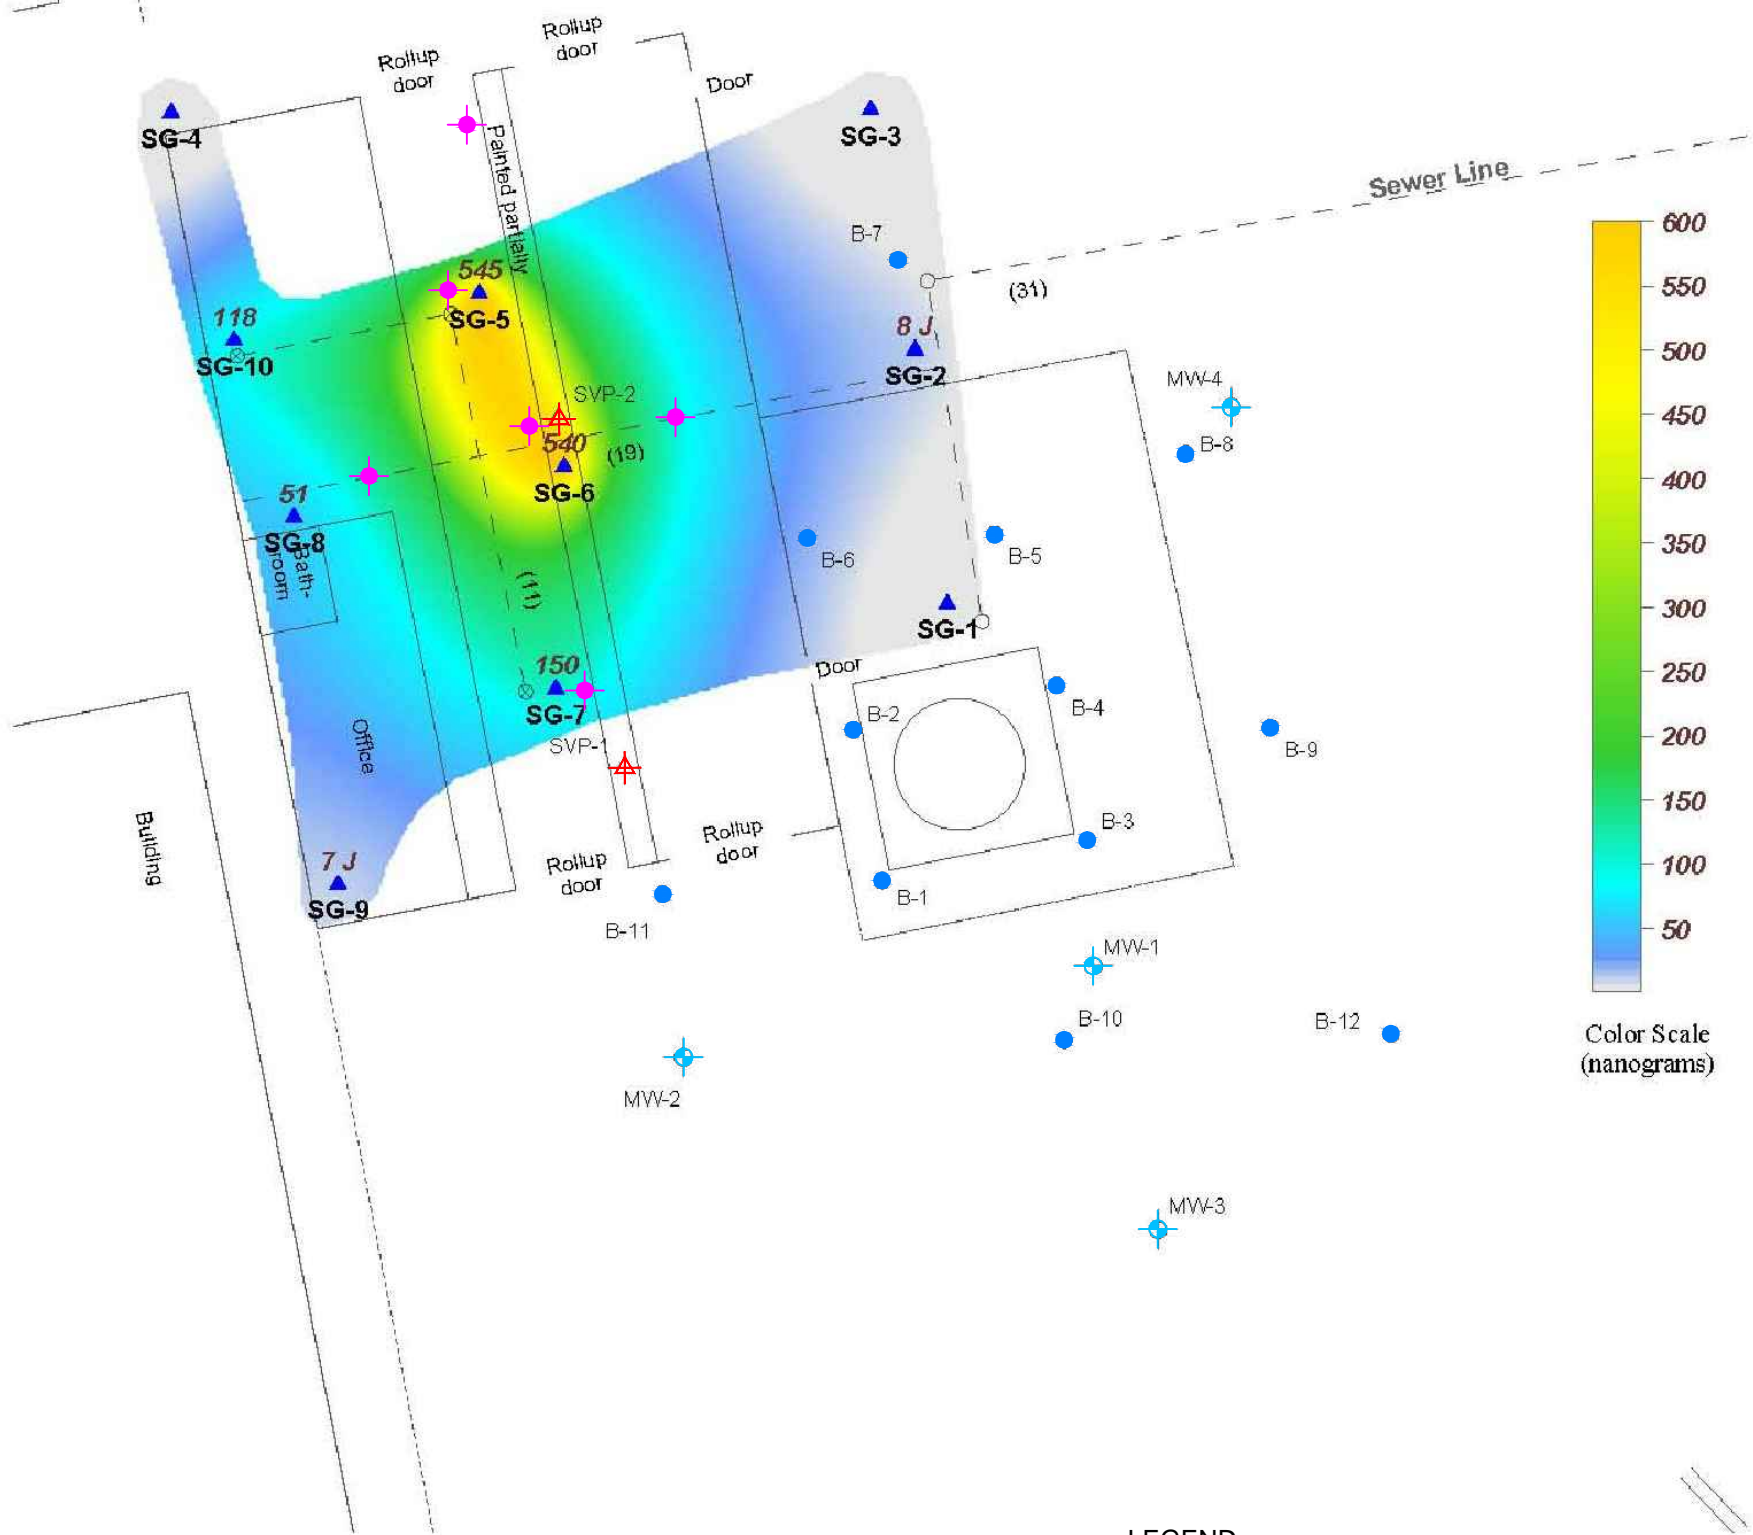 Rollup
door
Rollup
door
Door
SG-4
SG-3
Painted partially
Sewer Line
B-7
(31)
545
SG-5
118
SG-10
8 J
SG-2
SVP-2
MW-4
540
(19)
SG-6
B-8
51
SG-8
Bath-
room
B-6
B-5
(11)
SG-1
150
SG-7
Door
B-2
B-4
SVP-1
Office
B-9
Building
Rollup
door
B-3
Rollup
door
7 J
SG-9
B-1
B-11
MW-1
B-10
B-12
MW-2
MW-3
600
550
500
450
400
350
300
250
200
150
100
50
Color Scale
(nanograms)
LEGEND